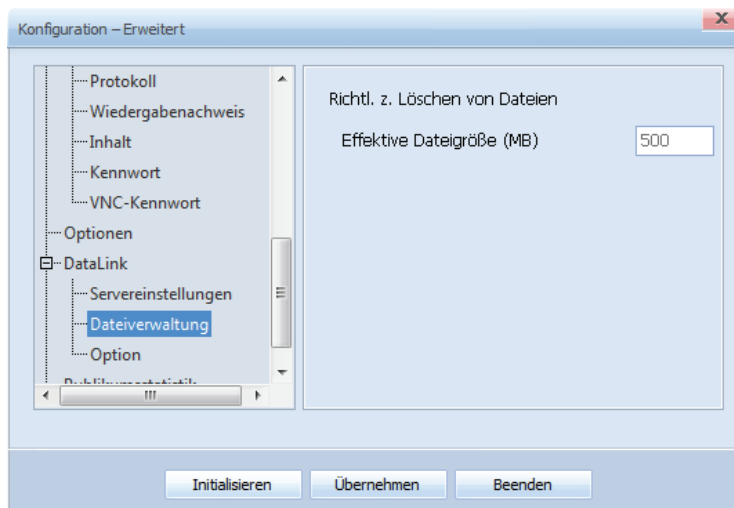 Konfiguration – Erweitert
Protokoll
Wiedergabenachweis
Inhalt
Kennwort
VNC-Kennwort
Optionen
DataLink
Servereinstellungen
Dateiverwaltung
Option
Publikumsstatistik
Richtl. z. Löschen von Dateien
Effektive Dateigröße (MB)
500
Initialisieren
Übernehmen
Beenden